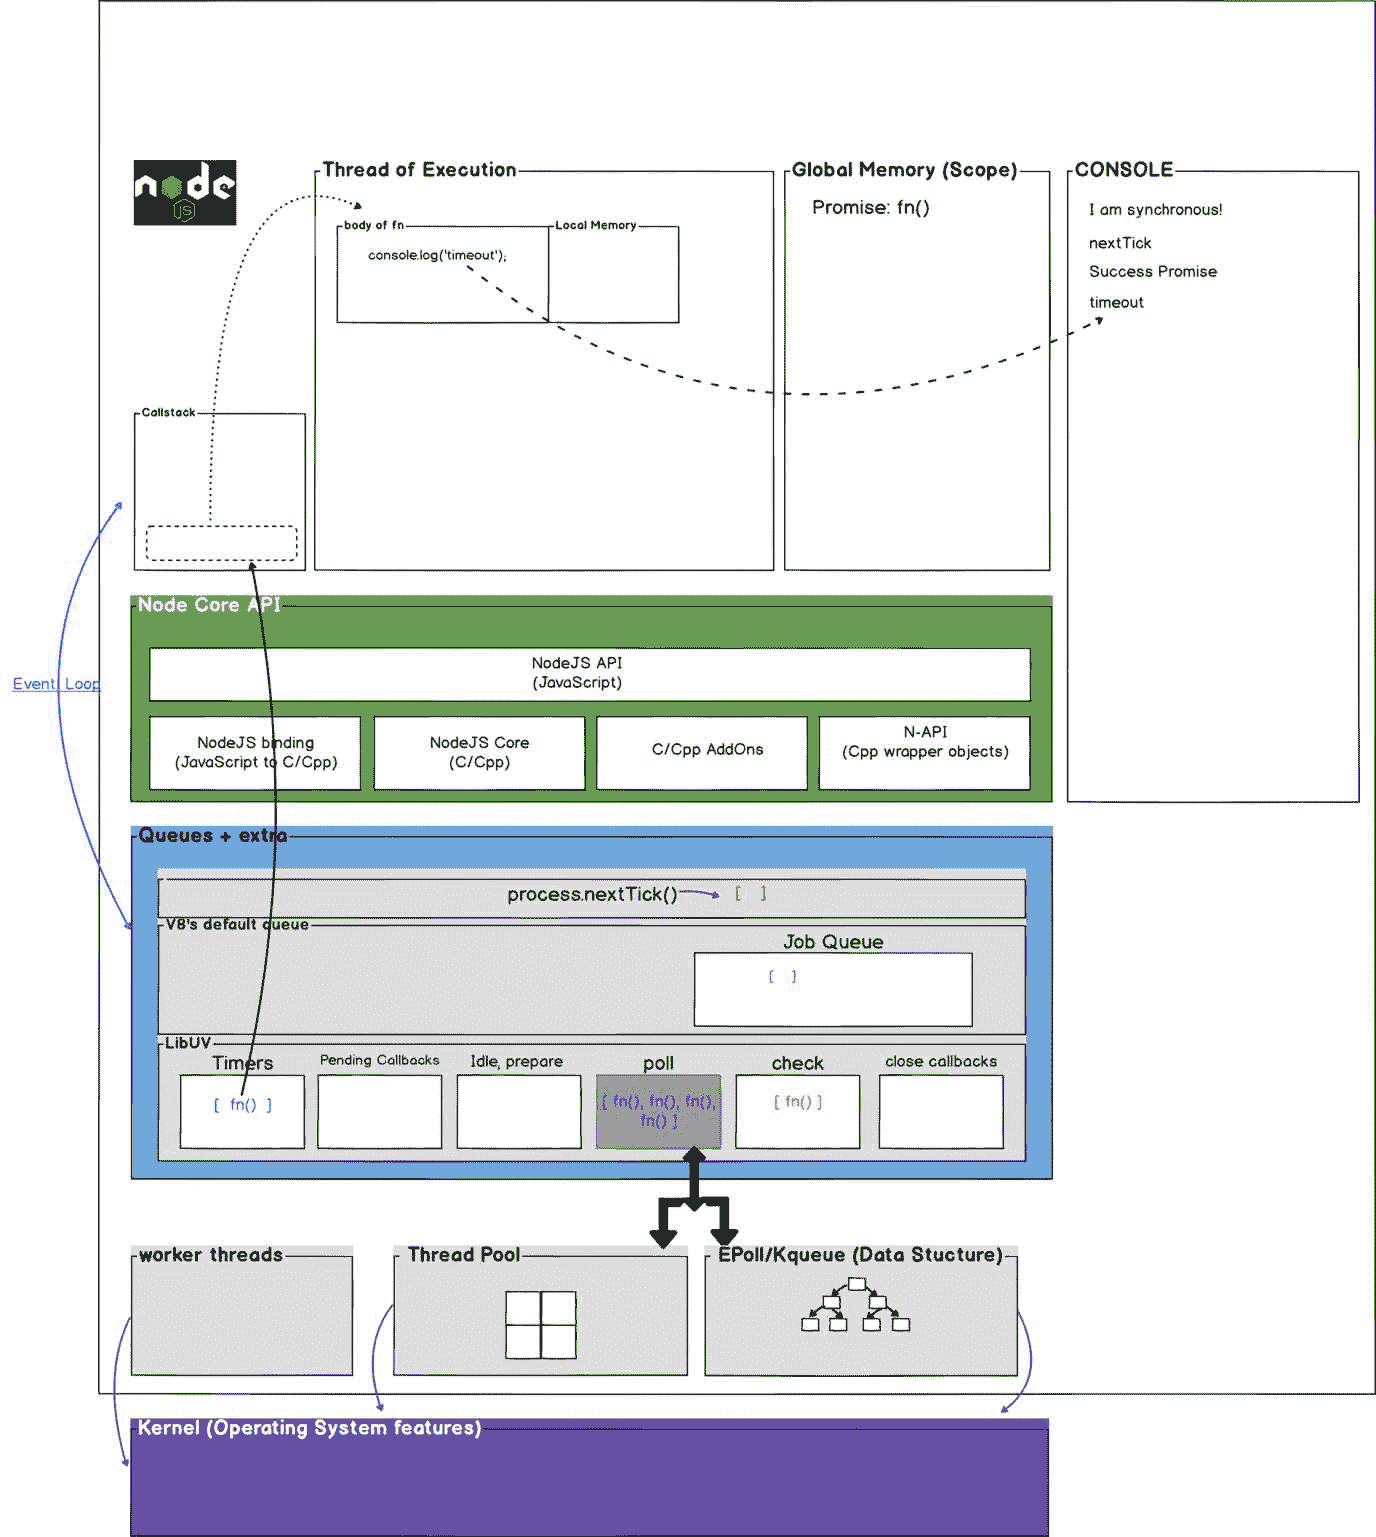 node
JS
Thread of Execution
body of fn
Local Memory
console.log('timeout');
Global Memory (Scope)
Promise: fn()
CONSOLE
I am synchronous!
nextTick
Success Promise
timeout
Callstack
Event Loop
Node Core API
NodeJS API
(JavaScript)
NodeJS binding
(JavaScript to C/Cpp)
NodeJS Core
(C/Cpp)
C/Cpp AddOns
N-API
(Cpp wrapper objects)
Queues + extra
process.nextTick()
[ ]
V8's default queue
Job Queue
[ ]
LibUV
Timers
[ fn() ]
Pending Callbacks
Idle, prepare
poll
[ fn(), fn(), fn(),
fn() ]
check
[ fn() ]
close callbacks
worker threads
Thread Pool
EPoll/Kqueue (Data Stucture)
Kernel (Operating System features)